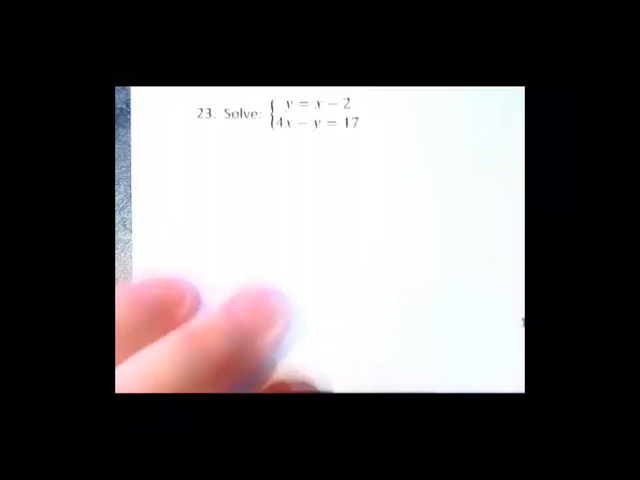 23. Solve: { y = x - 2
4x - y = 17